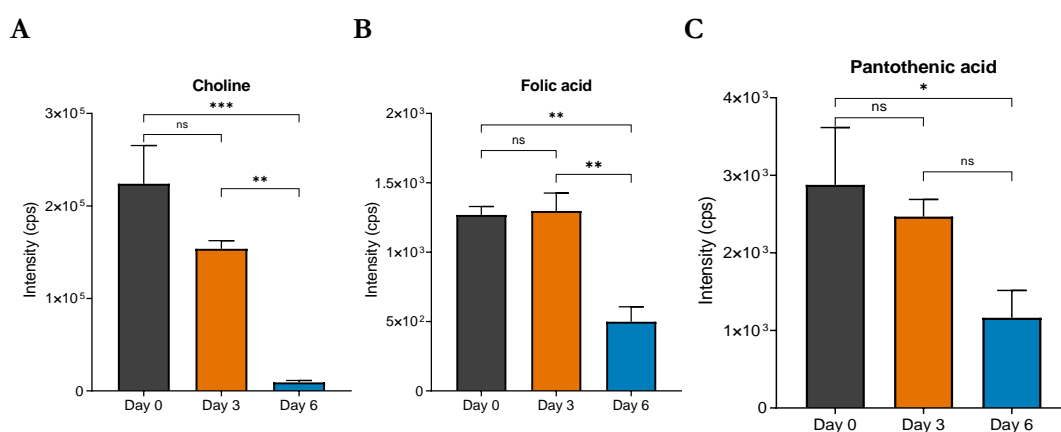 A
Choline
***
ns
**
3×10⁵
2×10⁵
1×10⁵
0
Intensity (cps)
Day 0 Day 3 Day 6
B
Folic acid
**
ns
**
2×10³
1.5×10³
1×10³
5×10²
0
Intensity (cps)
Day 0 Day 3 Day 6
C
Pantothenic acid
*
ns
ns
4×10³
3×10³
2×10³
1×10³
0
Intensity (cps)
Day 0 Day 3 Day 6